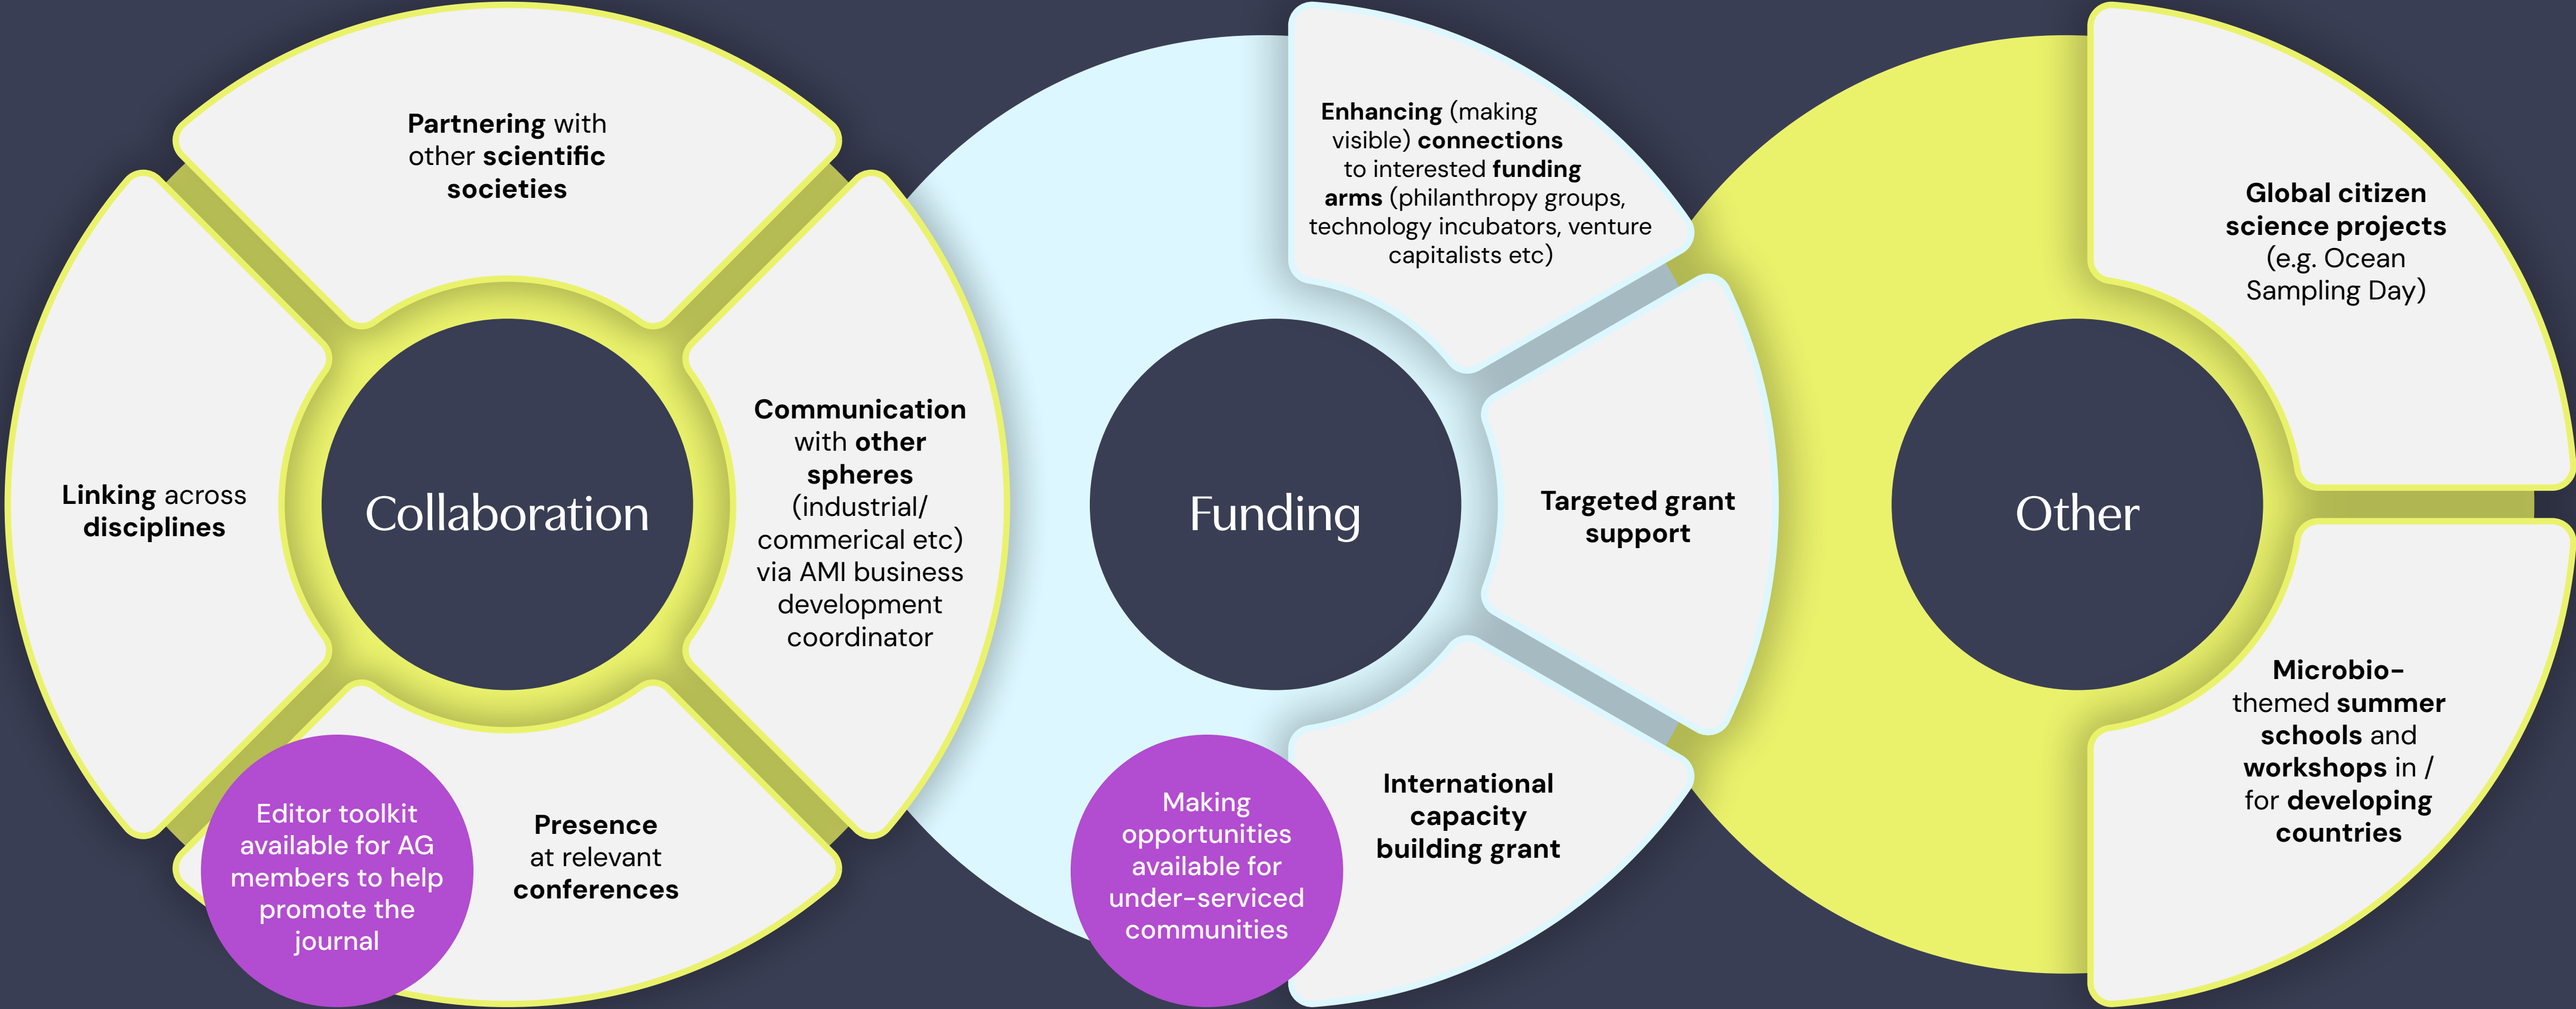 Partnering with
other scientific
societies
Linking across
disciplines
Collaboration
Communication
with other
spheres
(industrial/
commerical etc)
via AMI business
development
coordinator
Editor toolkit
available for AG
members to help
promote the
journal
Presence
at relevant
conferences
Enhancing (making
visible) connections
to interested funding
arms (philanthropy groups,
technology incubators, venture
capitalists etc)
Funding
Targeted grant
support
Making
opportunities
available for
under-serviced
communities
International
capacity
building grant
Global citizen
science projects
(e.g. Ocean
Sampling Day)
Other
Microbio-
themed summer
schools and
workshops in /
for developing
countries